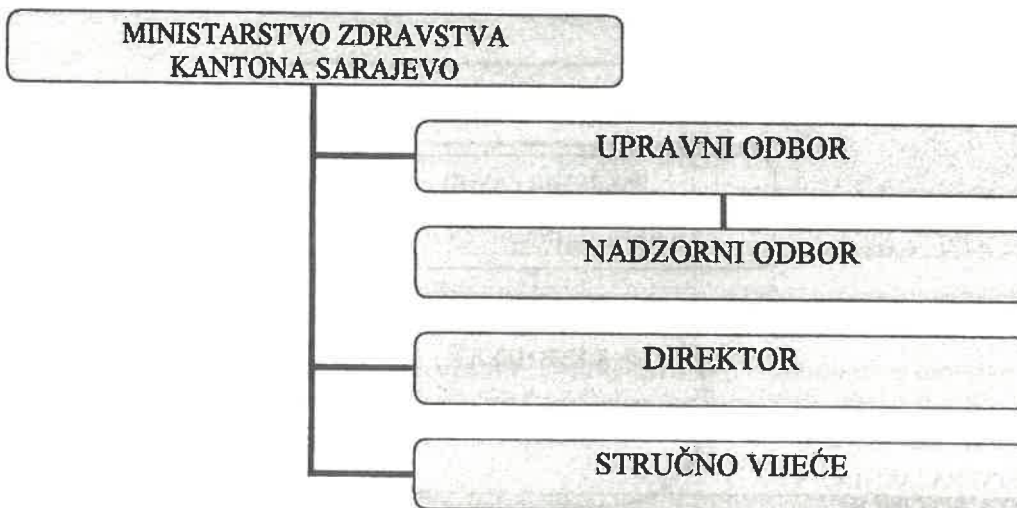 MINISTARSTVO ZDRAVSTVA
KANTONA SARAJEVO
UPRAVNI ODBOR
NADZORNI ODBOR
DIREKTOR
STRUČNO VIJEĆE